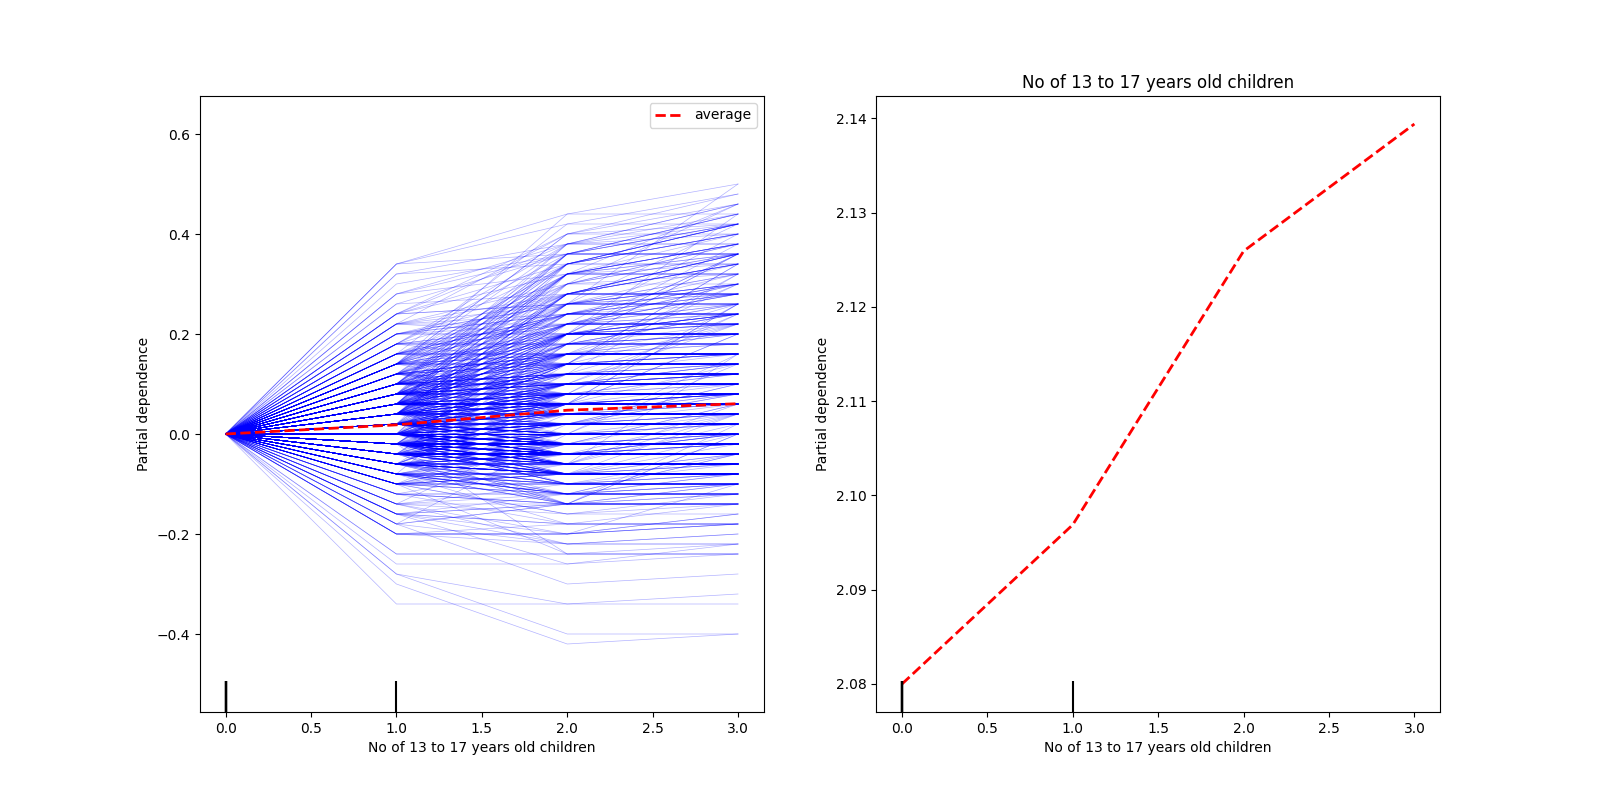 average
0.6
0.4
0.2
0.0
−0.2
−0.4
Partial dependence
0.0 0.5 1.0 1.5 2.0 2.5 3.0
No of 13 to 17 years old children
No of 13 to 17 years old children
2.14
2.13
2.12
2.11
2.10
2.09
2.08
Partial dependence
0.0 0.5 1.0 1.5 2.0 2.5 3.0
No of 13 to 17 years old children